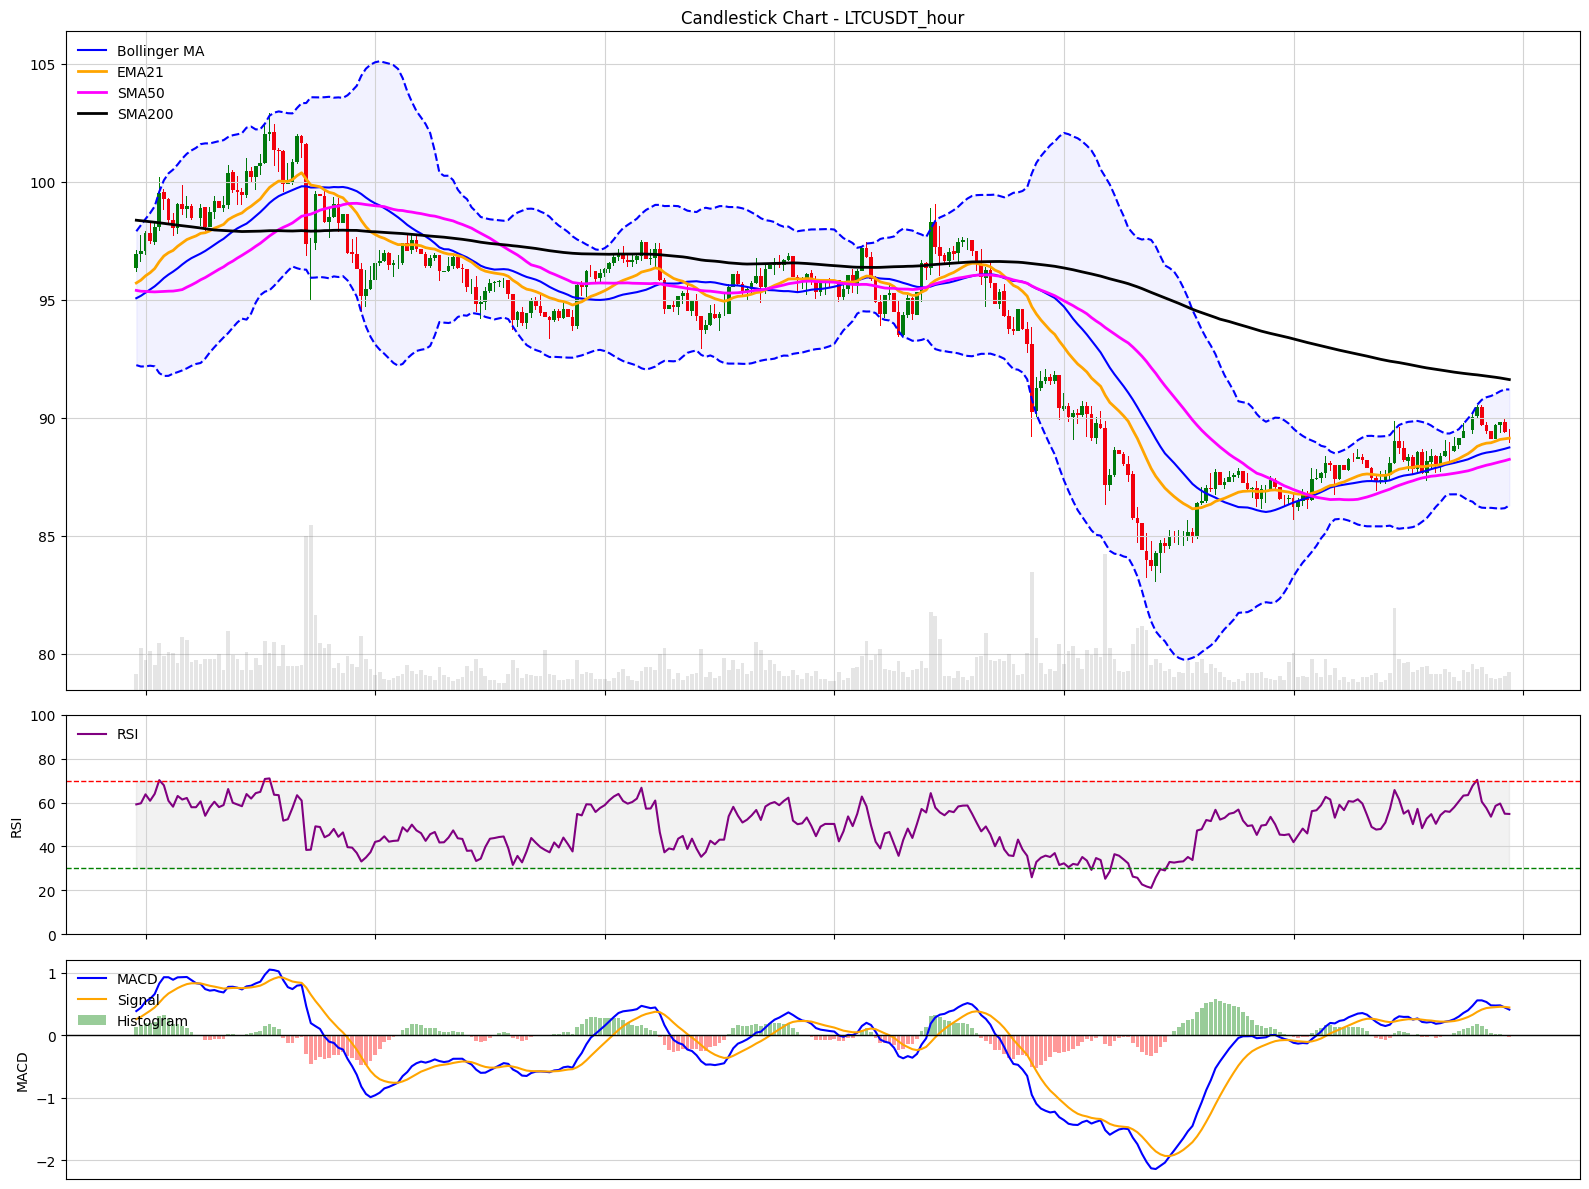 Candlestick Chart - LTCUSDT_hour
Bollinger MA
EMA21
SMA50
SMA200
105
100
95
90
85
80
RSI
100
80
60
40
20
0
RSI
MACD
Signal
Histogram
1
0
−1
−2
MACD